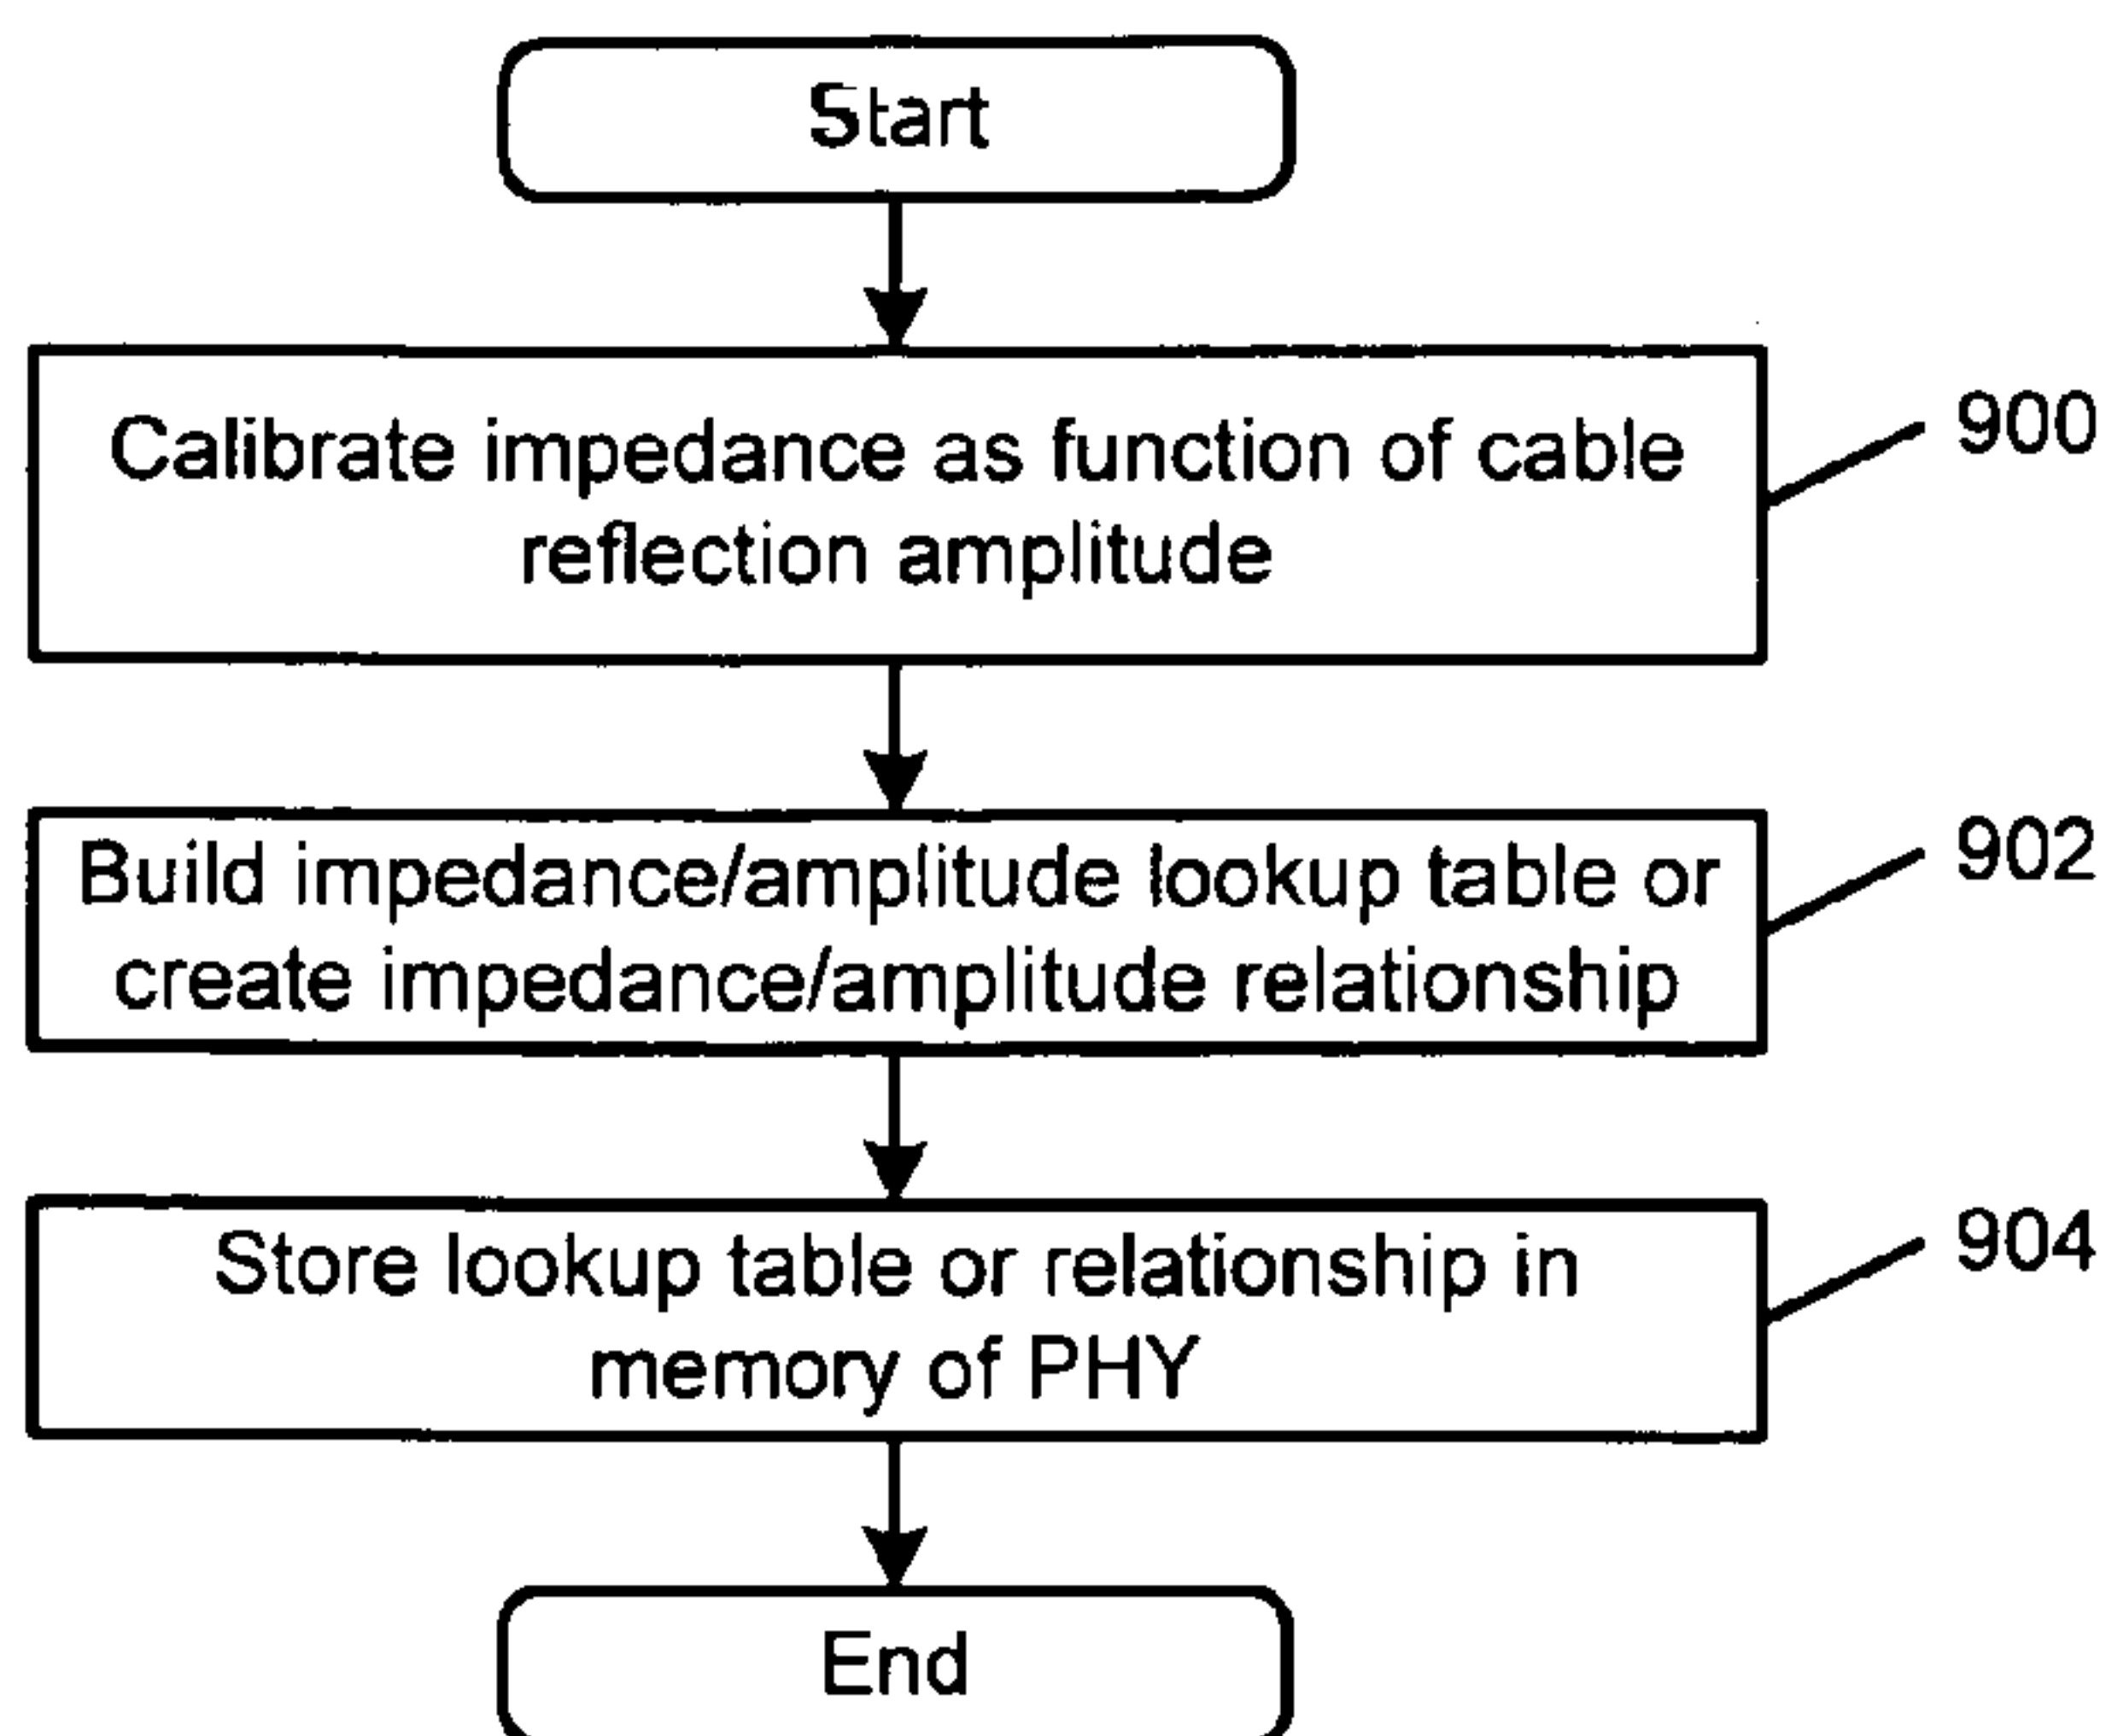 Start
Calibrate impedance as function of cable
reflection amplitude
900
Build impedance/amplitude lookup table or
create impedance/amplitude relationship
902
Store lookup table or relationship in
memory of PHY
904
End